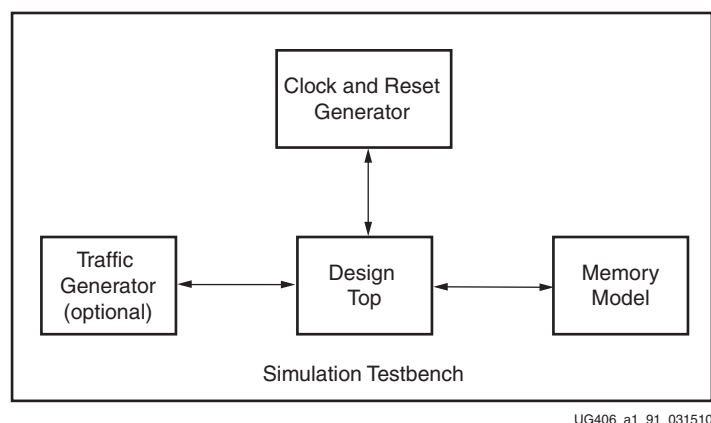 Clock and Reset
Generator
Traffic
Generator
(optional)
Design
Top
Memory
Model
Simulation Testbench
UG406_a1_91_031510